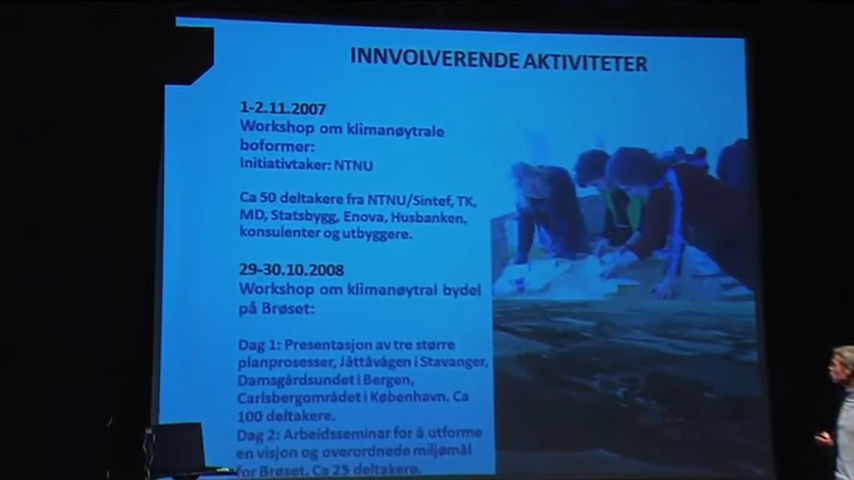 INNVOLVERENDE AKTIVITETER
1-2.11.2007
Workshop om klimanøytrale
boformer:
Initiativtaker: NTNU
Ca 50 deltakere fra NTNU/Sintef, TK,
MD, Statsbygg, Enova, Husbanken,
konsulenter og utbyggere.
29-30.10.2008
Workshop om klimanøytral bydel
på Brøset:
Dag 1: Presentasjon av tre større
planprosesser, Jåttåvågen i Stavanger,
Damsgårdsundet i Bergen,
Carlsbergområdet i København. Ca
100 deltakere.
Dag 2: Arbeidsseminar for å utforme
en visjon og overordnede miljømål
for Brøset. Ca 25 deltakere.